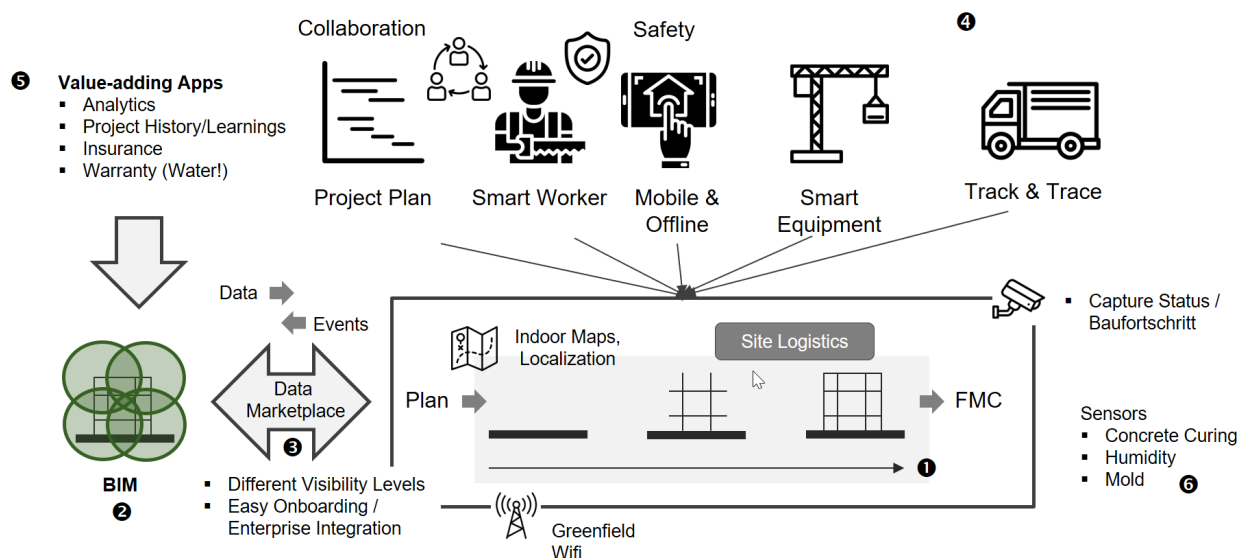 Collaboration
Safety
❹
❺
Value-adding Apps
▪ Analytics
▪ Project History/Learnings
▪ Insurance
▪ Warranty (Water!)
Project Plan
Smart Worker
Mobile &
Offline
Smart
Equipment
Track & Trace
Data
Events
▪ Capture Status /
Baufortschritt
Indoor Maps,
Localization
Site Logistics
Data
Marketplace
❸
Plan
FMC
❶
Sensors
▪ Concrete Curing
▪ Humidity
▪ Mold
❻
BIM
❷
▪ Different Visibility Levels
▪ Easy Onboarding /
Enterprise Integration
Greenfield
Wifi